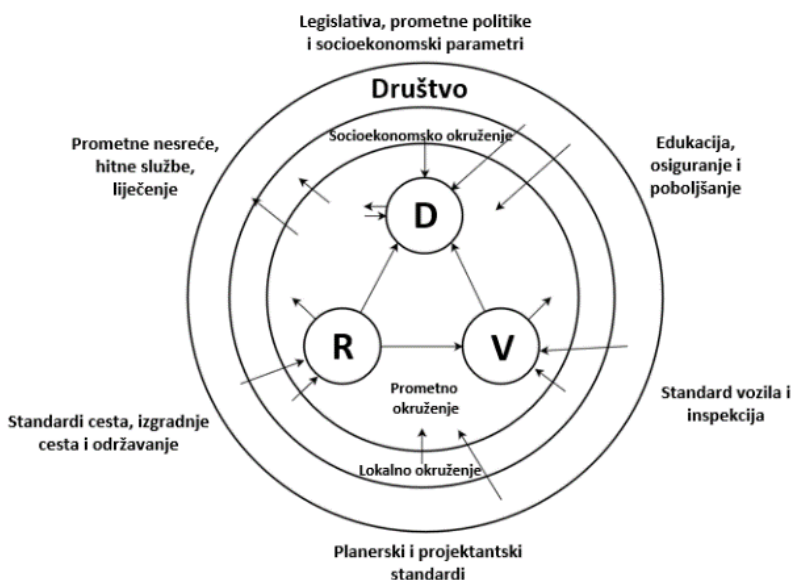 Legislativa, prometne politike
i socioekonomski parametri
Društvo
Socioekonomsko okruženje
Prometne nesreće,
hitne službe,
liječenje
Edukacija,
osiguranje i
poboljšanje
D
R
V
Prometno
okruženje
Standardi cesta, izgradnje
cesta i održavanje
Standard vozila i
inspekcija
Lokalno okruženje
Planerski i projektantski
standardi